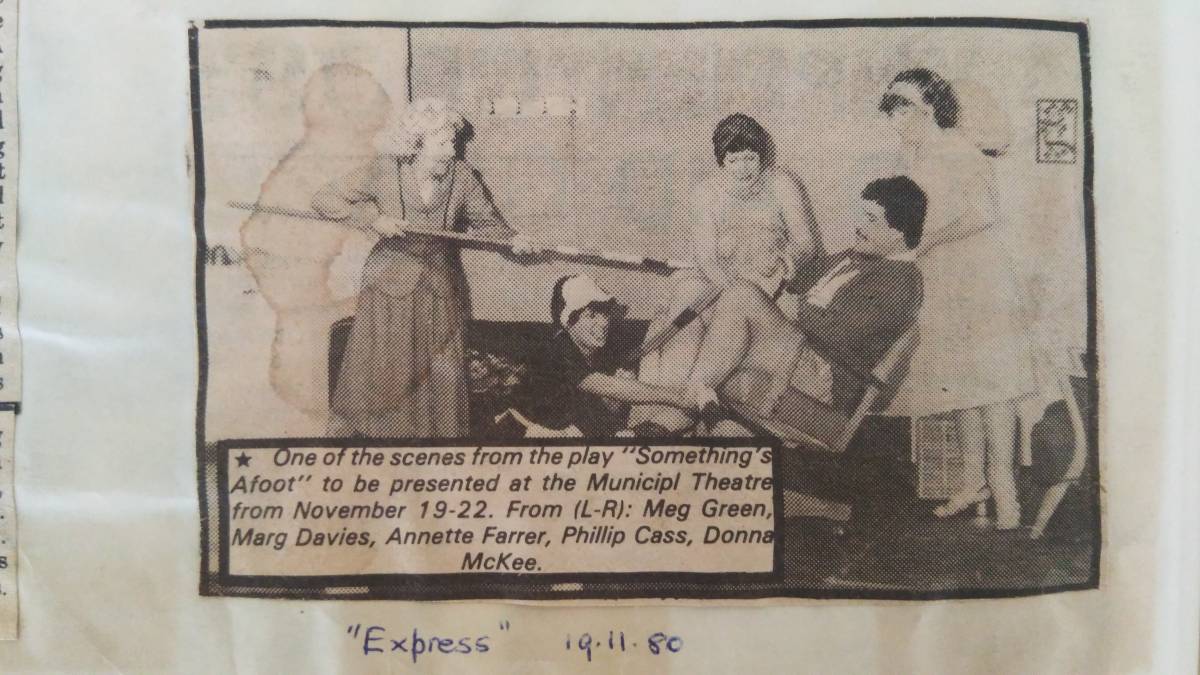 ★ One of the scenes from the play "Something's
Afoot" to be presented at the Municipl Theatre
from November 19-22. From (L-R): Meg Green,
Marg Davies, Annette Farrer, Phillip Cass, Donna
McKee.
"Express" 19.11.80